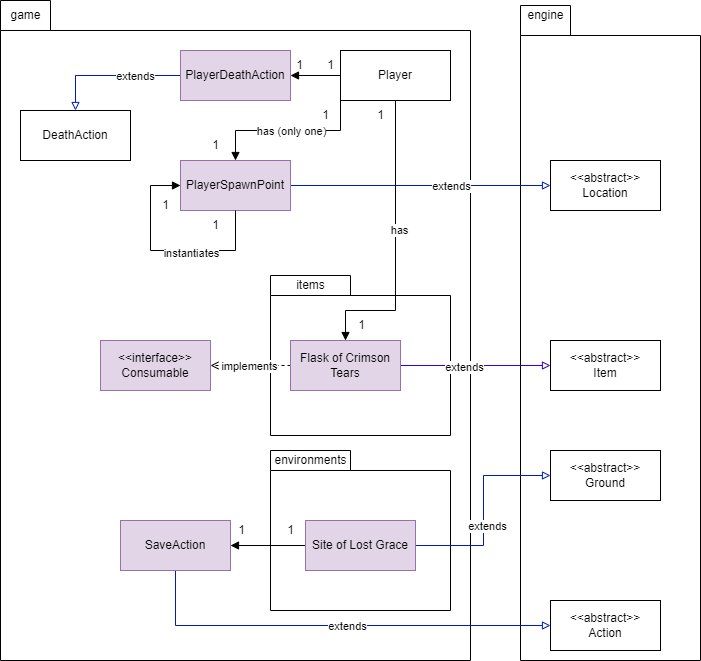 game
engine
PlayerDeathAction
1
1
Player
extends
DeathAction
1
1
has (only one)
1
PlayerSpawnPoint
extends
<<abstract>>
Location
1
1
instantiates
has
items
1
<<interface>>
Consumable
implements
Flask of Crimson
Tears
extends
<<abstract>>
Item
environments
<<abstract>>
Ground
SaveAction
1
1
Site of Lost Grace
extends
extends
<<abstract>>
Action